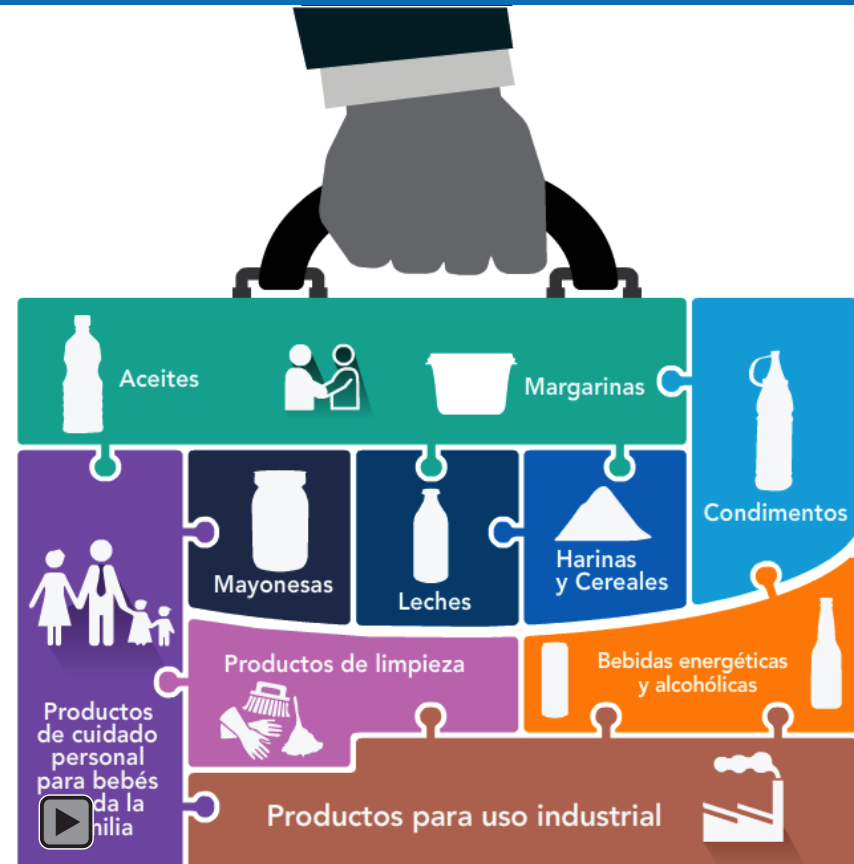 Aceites
Margarinas
Condimentos
Mayonesas
Leches
Harinas
y Cereales
Productos de limpieza
Bebidas energéticas
y alcohólicas
Productos
de cuidado
personal
para bebés
la
Productos para uso industrial